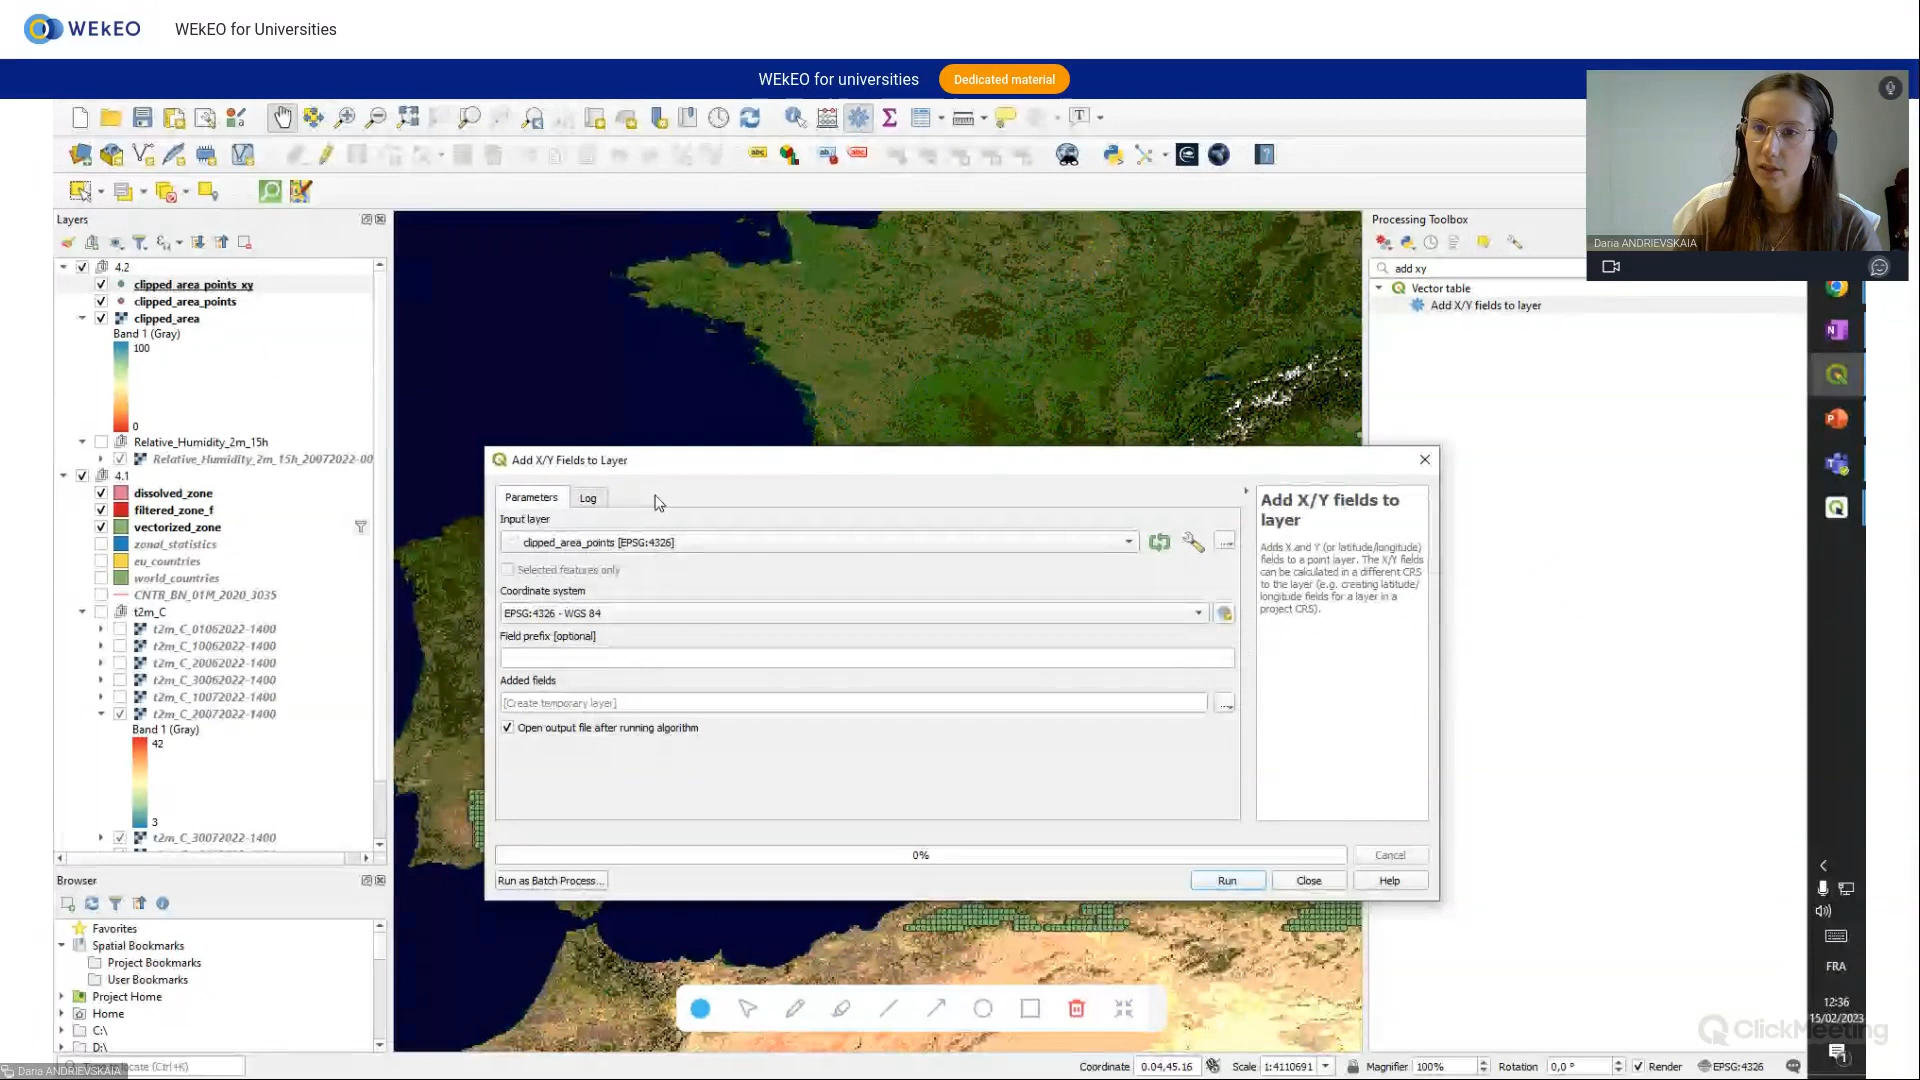 WEkEO
WEkEO for Universities
WEkEO for universities
Dedicated material
Daria ANDRIEVSKAIA
Layers
4.2
clipped_area_points_xy
clipped_area_points
clipped_area
Band 1 (Gray)
100
0
Relative_Humidity_2m_15h
Relative_Humidity_2m_15h_20072022-00
4.1
dissolved_zone
filtered_zone_f
vectorized_zone
zonal_statistics
eu_countries
world_countries
CNTR_BN_01M_2020_3035
t2m_C
t2m_C_01062022-1400
t2m_C_10062022-1400
t2m_C_20062022-1400
t2m_C_30062022-1400
t2m_C_10072022-1400
t2m_C_20072022-1400
Band 1 (Gray)
42
3
t2m_C_30072022-1400
Browser
Favorites
Spatial Bookmarks
Project Bookmarks
User Bookmarks
Project Home
Home
C:\
D:\
Add X/Y Fields to Layer
Parameters
Log
Input layer
clipped_area_points [EPSG:4326]
Selected features only
Coordinate system
EPSG:4326 - WGS 84
Field prefix [optional]
Added fields
[Create temporary layer]
Open output file after running algorithm
Add X/Y fields to
layer
Adds X and Y (or latitude/longitude)
fields to a point layer. The X/Y fields
can be calculated in a different CRS
to the layer (e.g. creating latitude/
longitude fields for a layer in a
project CRS).
0%
Cancel
Run as Batch Process...
Run
Close
Help
Processing Toolbox
add xy
Vector table
Add X/Y fields to layer
FRA
12:36
15/02/2023
ClickMeeting
Daria ANDRIEVSKAIA
locate (Ctrl+K)
Coordinate
0.04,45.16
Scale
1:4110691
Magnifier
100%
Rotation
0,0 °
Render
EPSG:4326